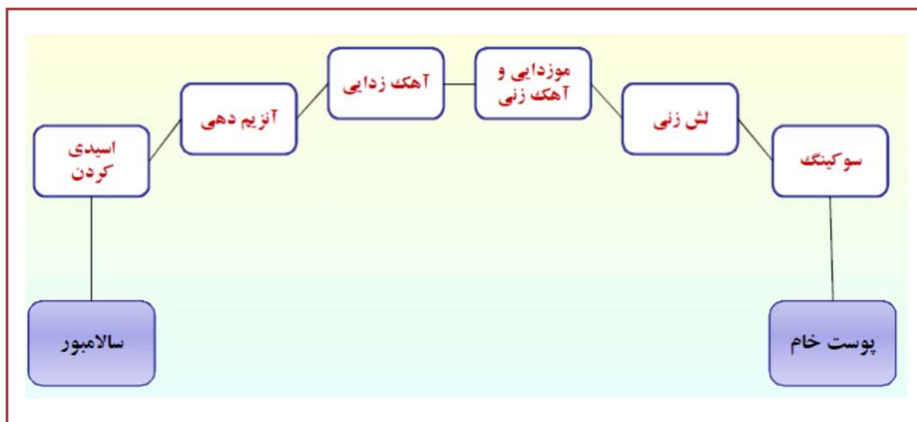 پوست خام
سوکینگ
لش زنی
موزدایی و
آهک زنی
آهک زدایی
آنزیم دهی
اسیدی
کردن
سالامبور